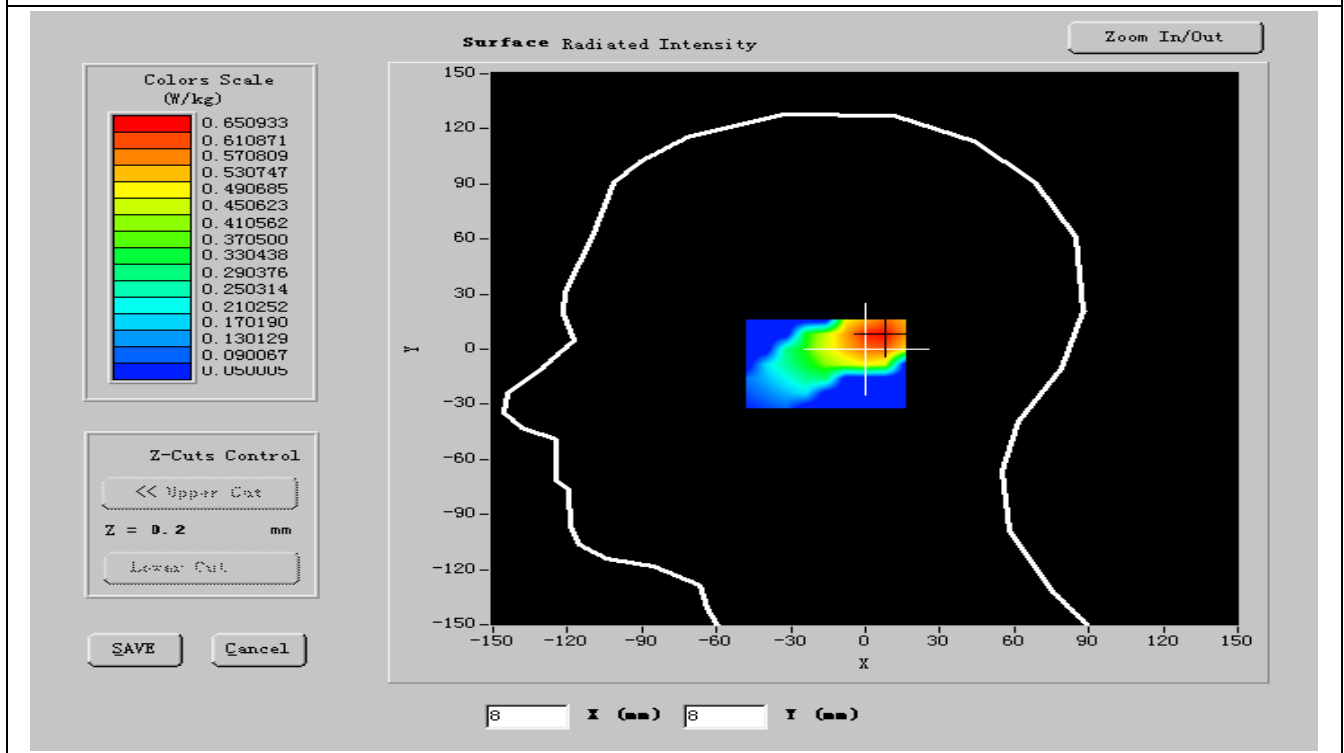 Surface Radiated Intensity
Zoom In/Out
Colors Scale
(W/kg)
0.650933
0.610871
0.570809
0.530747
0.490685
0.450623
0.410562
0.370500
0.330438
0.290376
0.250314
0.210252
0.170190
0.130129
0.090067
0.050005
Z-Cuts Control
<< Upper Cut
Z = 0.2 mm
Lower Cut
SAVE
Cancel
150
120
90
60
30
0
-30
-60
-90
-120
-150
Y
-150 -120 -90 -60 -30 0 30 60 90 120 150
X
8 X (mm) 8 Y (mm)